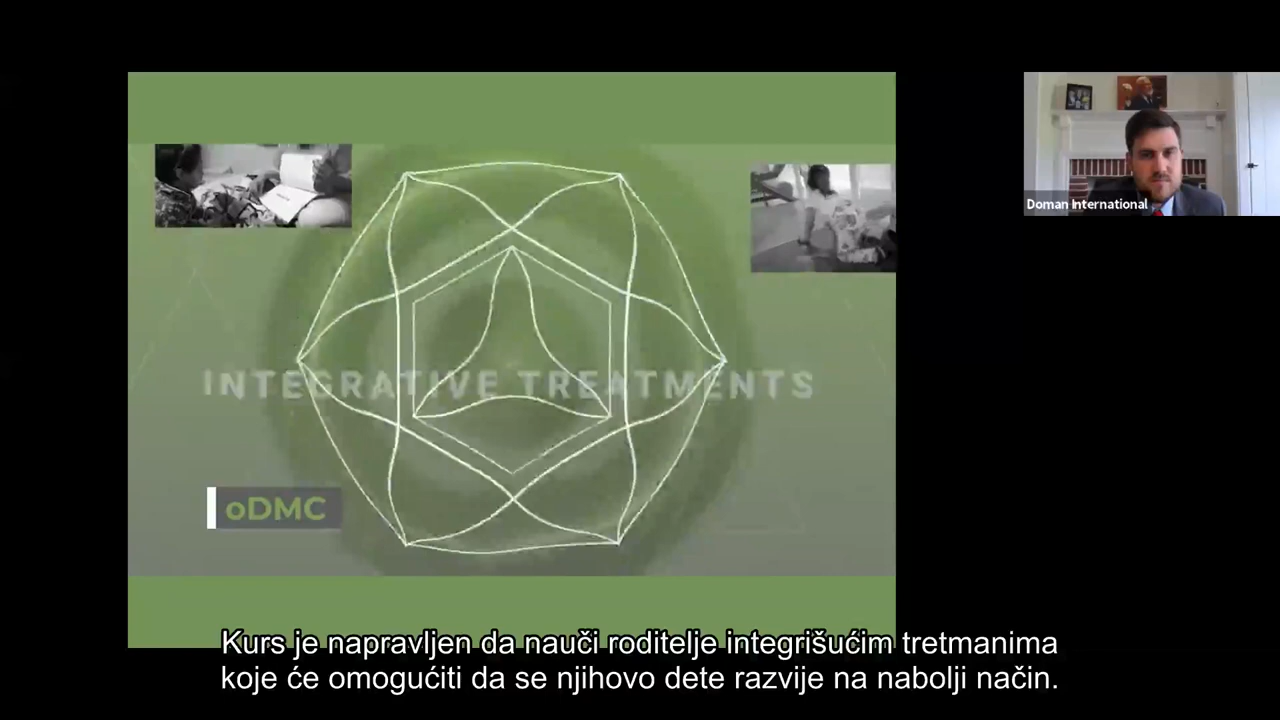 Doman International
INTEGRATIVE TREATMENTS
oDMC
Kurs je napravljen da nauči roditelje integrišućim tretmanima
koje će omogućiti da se njihovo dete razvije na nabolji način.